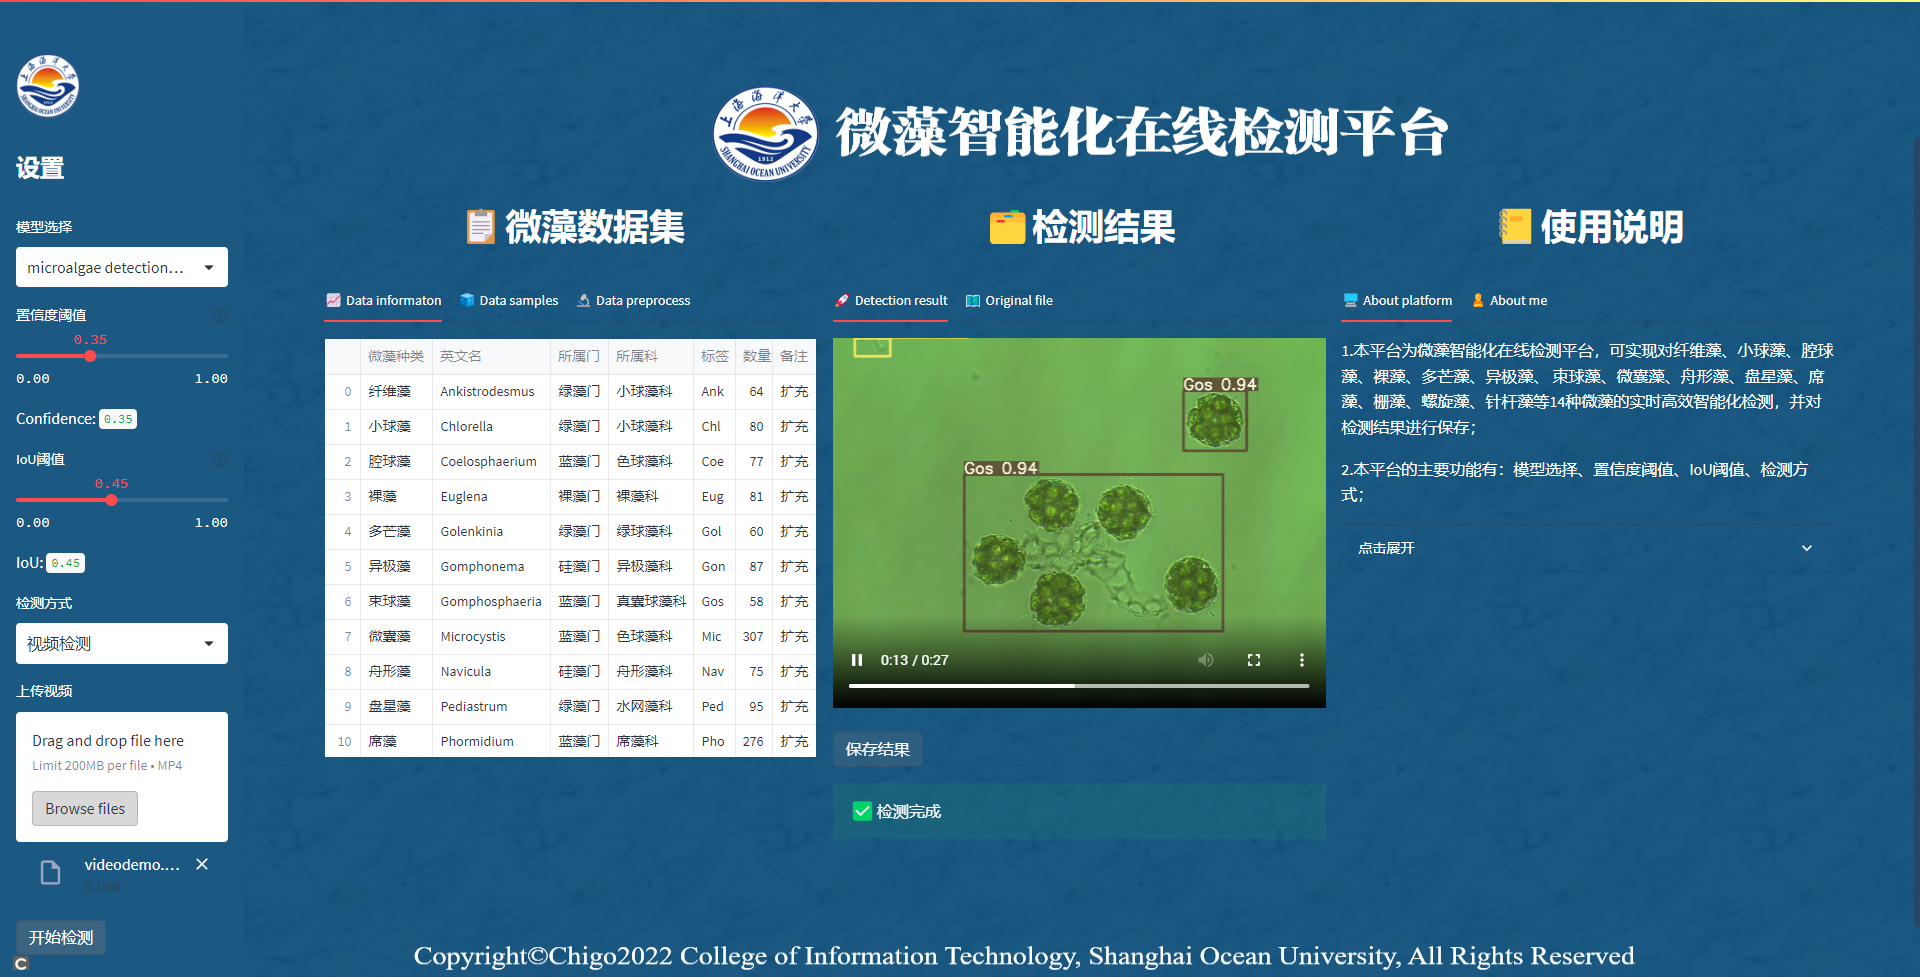 上海海洋大学
SHANGHAI OCEAN UNIVERSITY
1912
设置
模型选择
microalgae detection...
置信度阈值
0.35
0.00 1.00
Confidence: 0.35
IoU阈值
0.45
0.00 1.00
IoU: 0.45
检测方式
视频检测
上传视频
Drag and drop file here
Limit 200MB per file • MP4
Browse files
videodemo....
5.1MB
开始检测
C
上海海洋大学
1912
SHANGHAI OCEAN UNIVERSITY
微藻智能化在线检测平台
微藻数据集
Data informaton Data samples Data preprocess
微藻种类 英文名 所属门 所属科 标签 数量 备注
0 纤维藻 Ankistrodesmus 绿藻门 小球藻科 Ank 64 扩充
1 小球藻 Chlorella 绿藻门 小球藻科 Chl 80 扩充
2 腔球藻 Coelosphaerium 蓝藻门 色球藻科 Coe 77 扩充
3 裸藻 Euglena 裸藻门 裸藻科 Eug 81 扩充
4 多芒藻 Golenkinia 绿藻门 绿球藻科 Gol 60 扩充
5 异极藻 Gomphonema 硅藻门 异极藻科 Gon 87 扩充
6 束球藻 Gomphosphaeria 蓝藻门 真囊球藻科 Gos 58 扩充
7 微囊藻 Microcystis 蓝藻门 色球藻科 Mic 307 扩充
8 舟形藻 Navicula 硅藻门 舟形藻科 Nav 75 扩充
9 盘星藻 Pediastrum 绿藻门 水网藻科 Ped 95 扩充
10 席藻 Phormidium 蓝藻门 席藻科 Pho 276 扩充
检测结果
Detection result Original file
Gos 0.94
Gos 0.94
0:13 / 0:27
保存结果
检测完成
使用说明
About platform About me
1.本平台为微藻智能化在线检测平台，可实现对纤维藻、小球藻、腔球
藻、裸藻、多芒藻、异极藻、 束球藻、微囊藻、舟形藻、盘星藻、席
藻、栅藻、螺旋藻、针杆藻等14种微藻的实时高效智能化检测，并对
检测结果进行保存；
2.本平台的主要功能有：模型选择、置信度阈值、IoU阈值、检测方
式；
点击展开
Copyright©Chigo2022 College of Information Technology, Shanghai Ocean University, All Rights Reserved